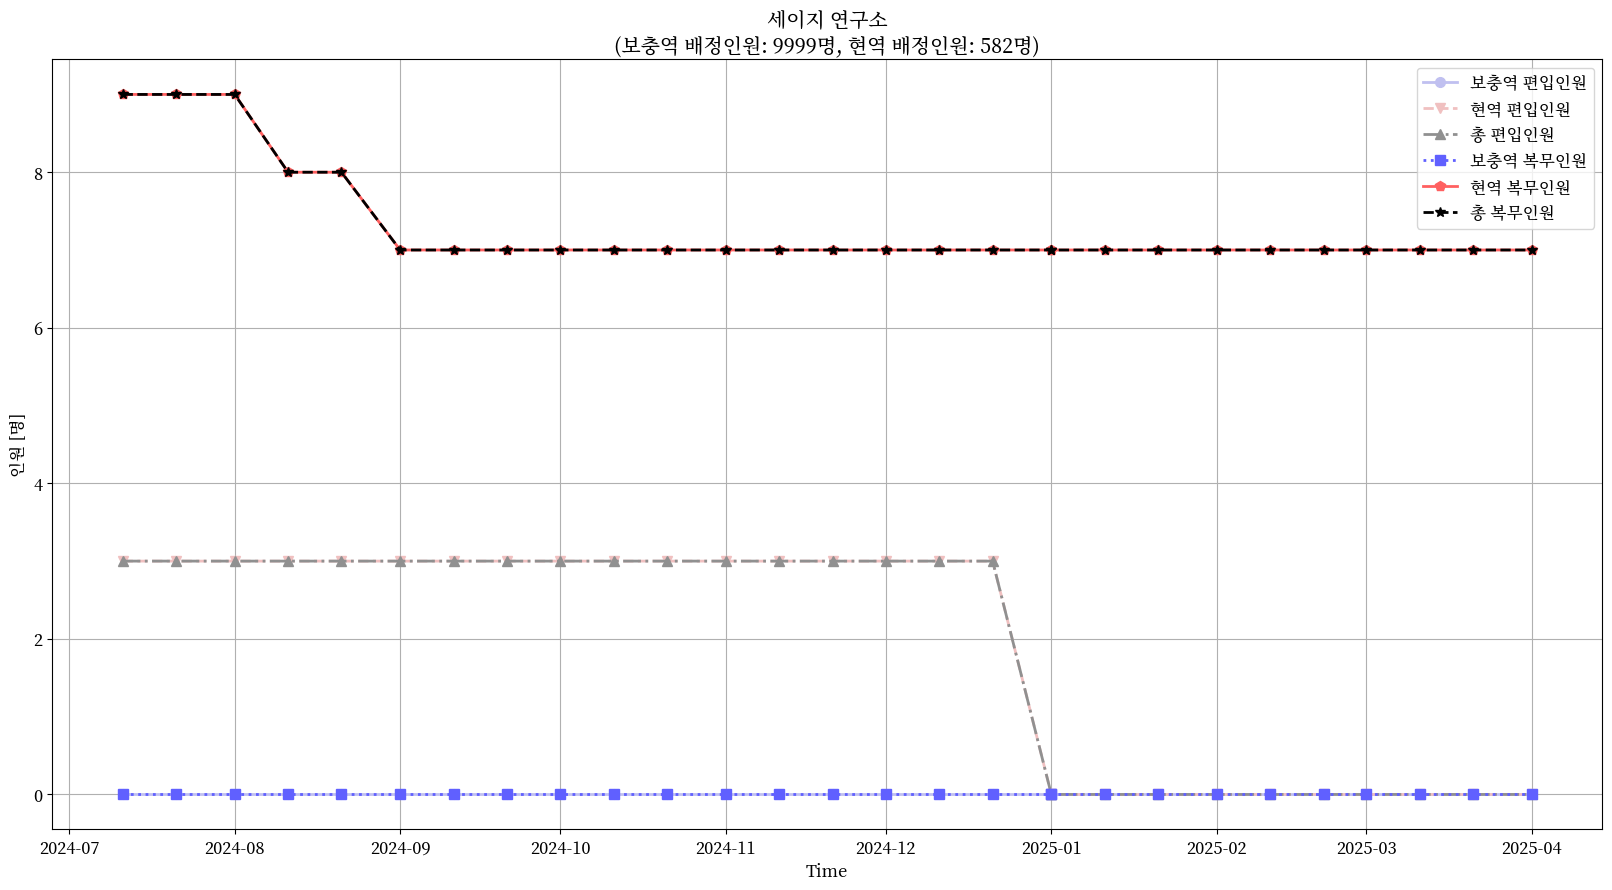 세이지 연구소
(보충역 배정인원: 9999명, 현역 배정인원: 582명)
보충역 편입인원
현역 편입인원
총 편입인원
보충역 복무인원
현역 복무인원
총 복무인원
인원 [명]
8
6
4
2
0
2024-07 2024-08 2024-09 2024-10 2024-11 2024-12 2025-01 2025-02 2025-03 2025-04
Time